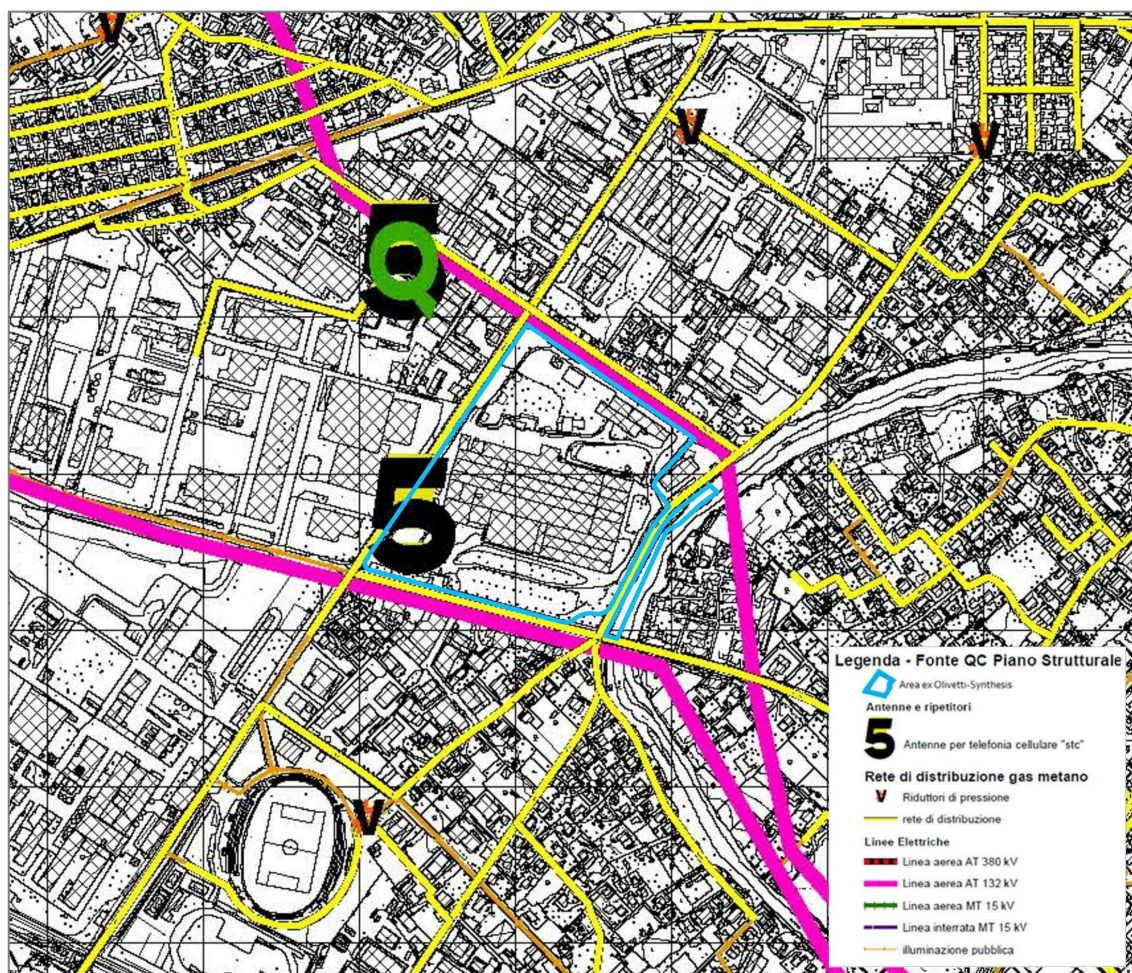 V
V
V
Q
5
V
Legenda - Fonte QC Piano Strutturale
Area ex Olivetti-Synthesis
Antenne e ripetitori
5 Antenne per telefonia cellulare "stc"
Rete di distribuzione gas metano
V Riduttori di pressione
rete di distribuzione
Linee Elettriche
Linea aerea AT 380 kV
Linea aerea AT 132 kV
Linea aerea MT 15 kV
Linea interrata MT 15 kV
illuminazione pubblica